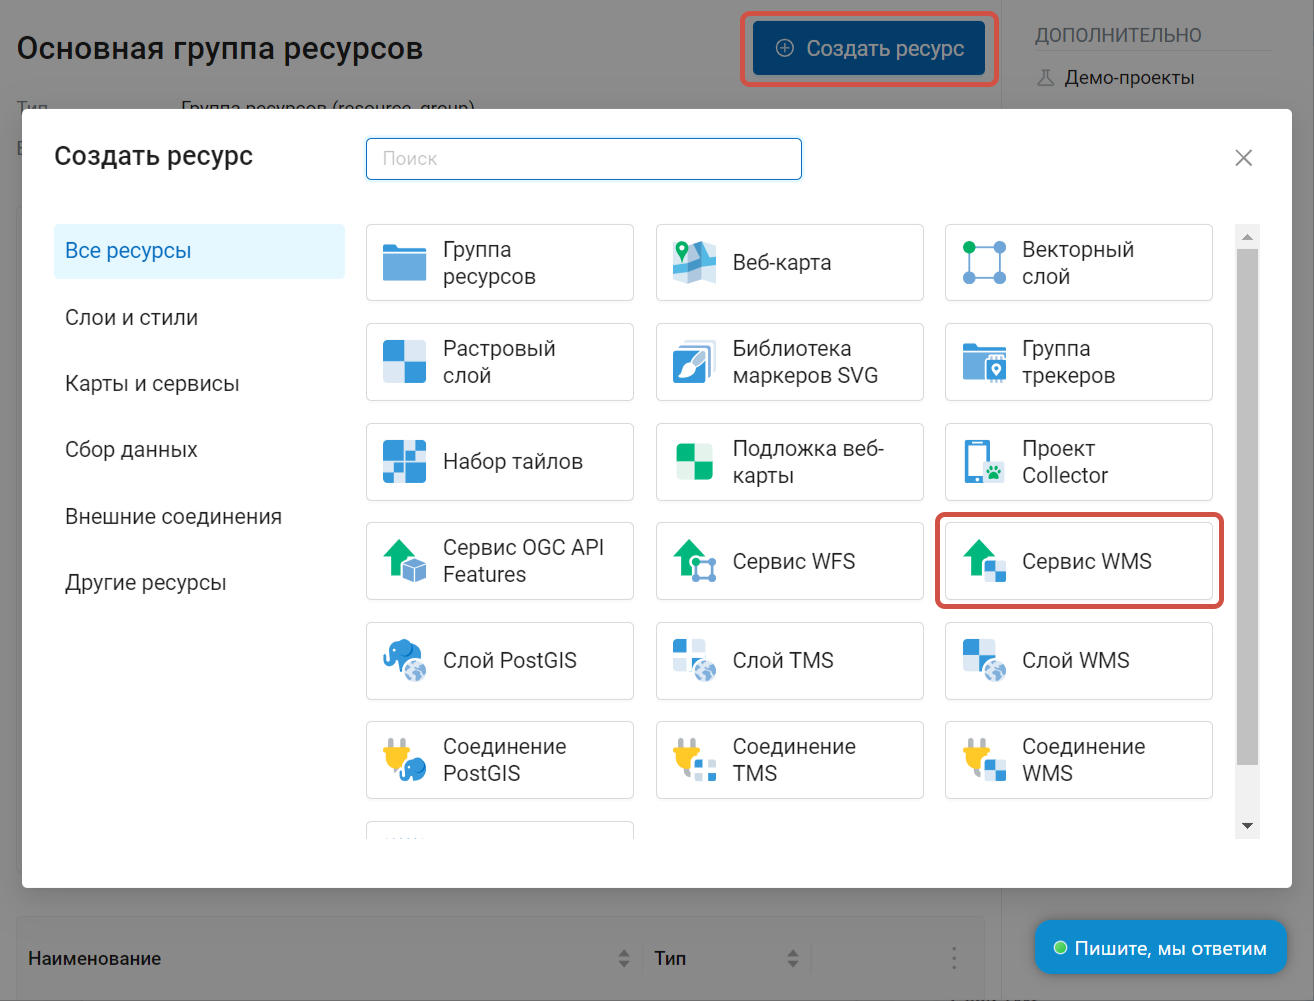 Основная группа ресурсов
Создать ресурс
ДОПОЛНИТЕЛЬНО
Демо-проекты
Тип
Группа ресурсов (resource_group)
Создать ресурс
Поиск
Все ресурсы
Слои и стили
Карты и сервисы
Сбор данных
Внешние соединения
Другие ресурсы
Группа
ресурсов
Веб-карта
Векторный
слой
Растровый
слой
Библиотека
маркеров SVG
Группа
трекеров
Набор тайлов
Подложка веб-
карты
Проект
Collector
Сервис OGC API
Features
Сервис WFS
Сервис WMS
Слой PostGIS
Слой TMS
Слой WMS
Соединение
PostGIS
Соединение
TMS
Соединение
WMS
Наименование
Тип
Пишите, мы ответим